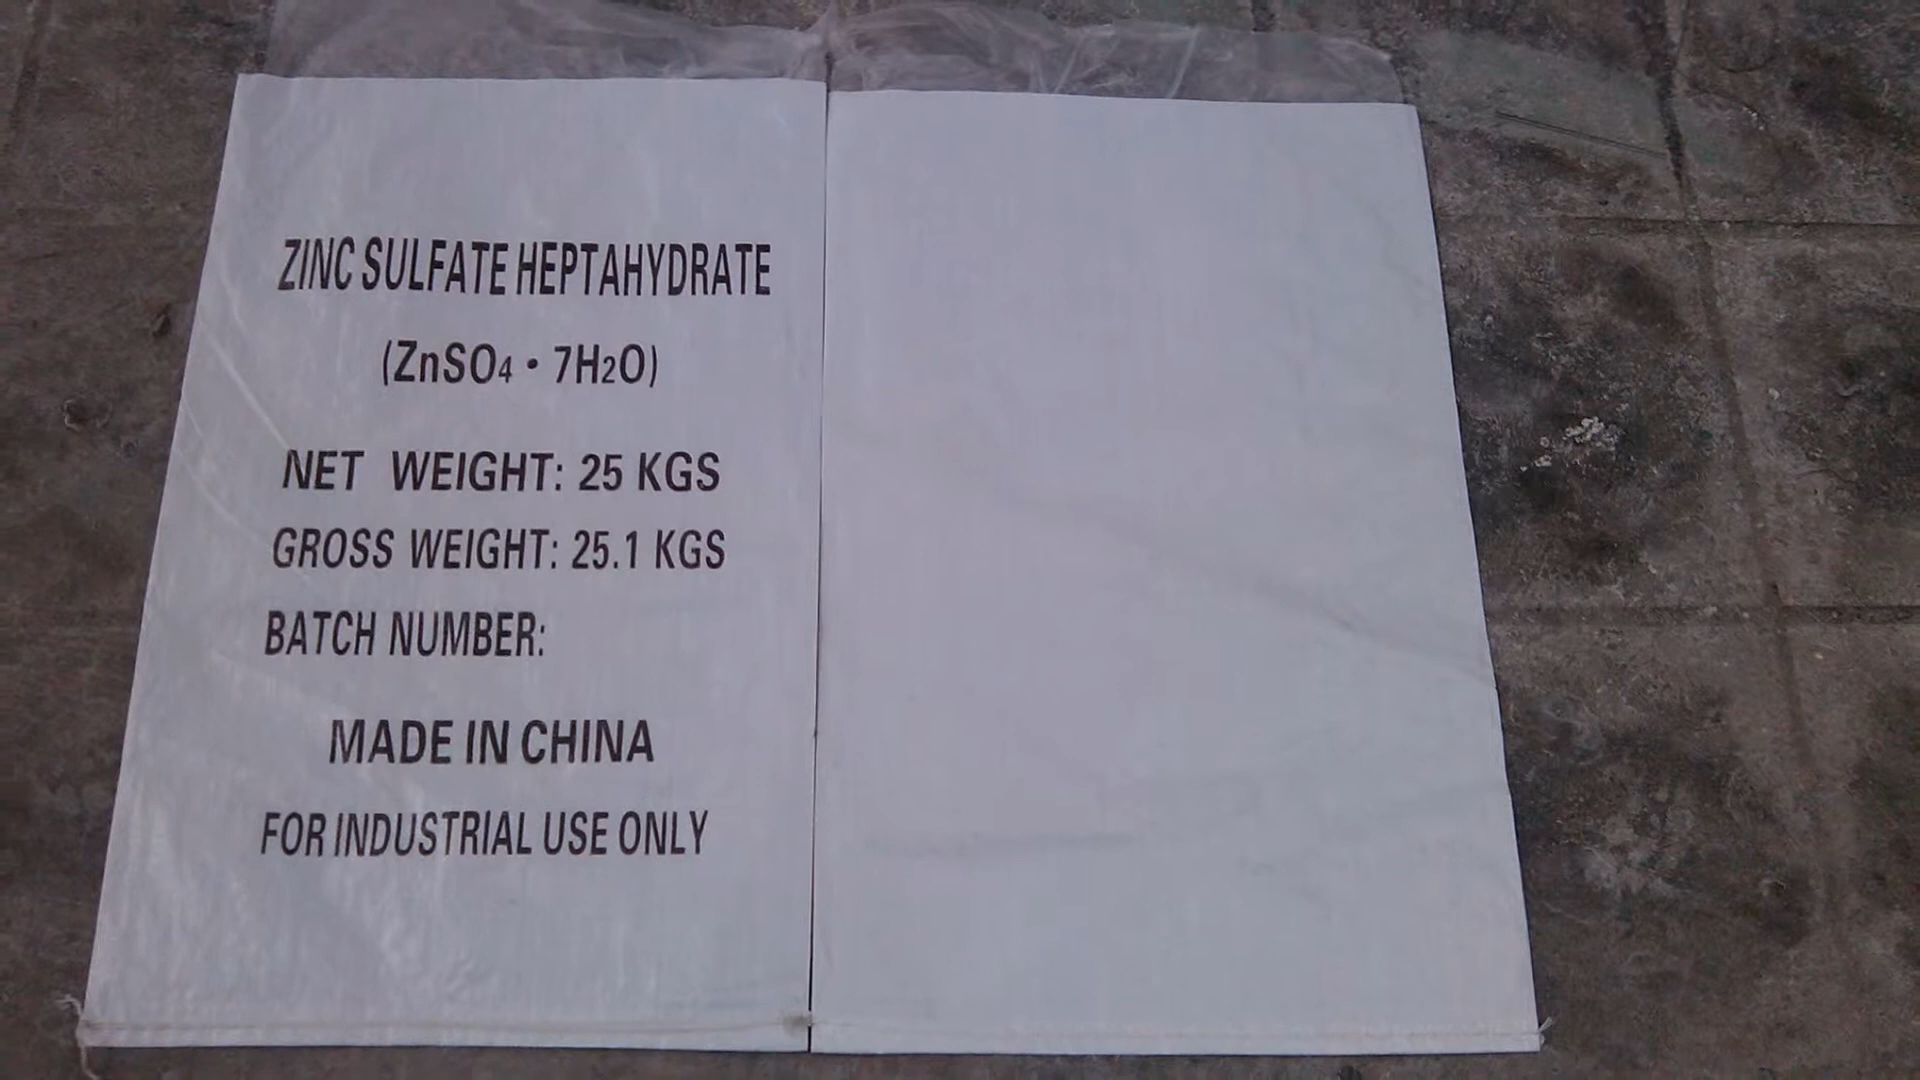 ZINC SULFATE HEPTAHYDRATE
(ZnSO4・7H2O)
NET WEIGHT: 25 KGS
GROSS WEIGHT: 25.1 KGS
BATCH NUMBER:
MADE IN CHINA
FOR INDUSTRIAL USE ONLY